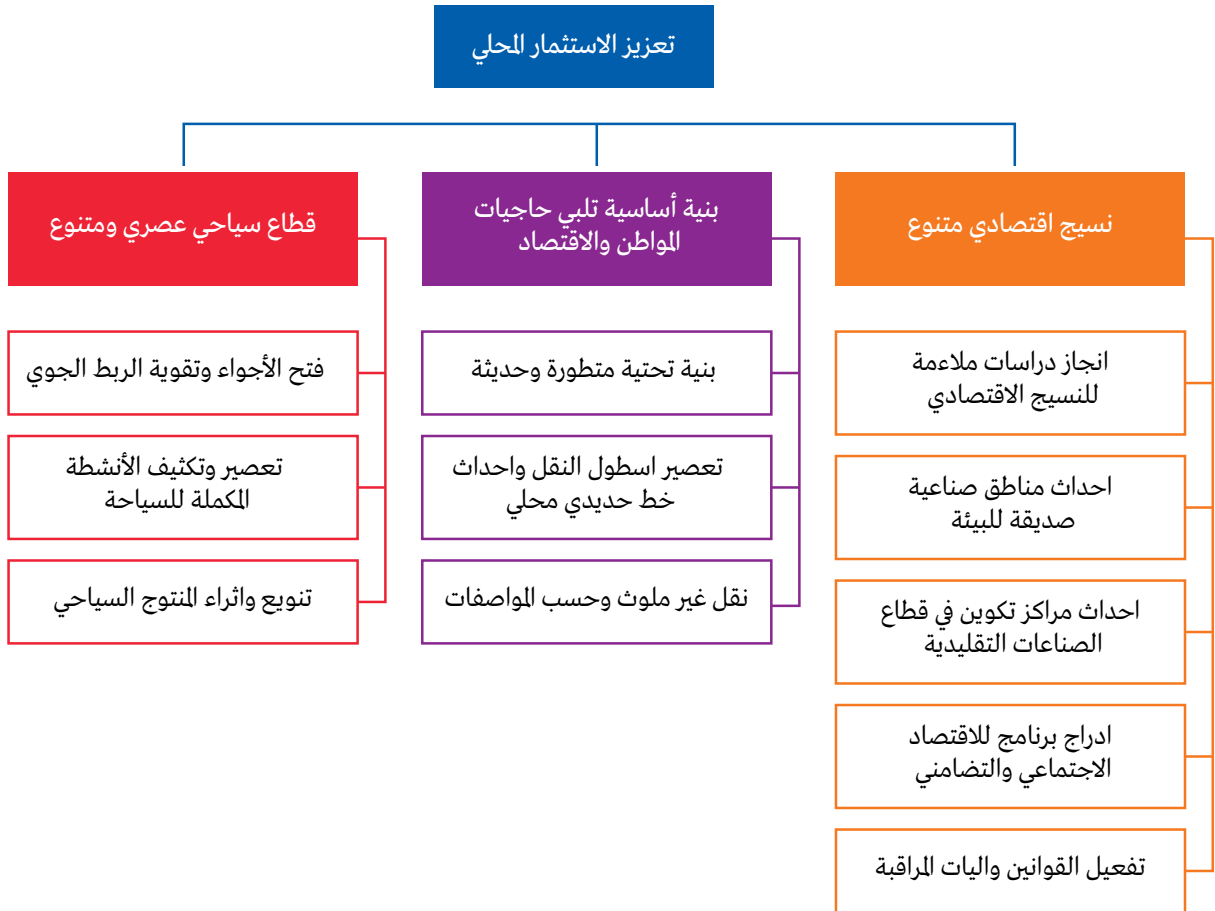 تعزيز الاستثمار المحلي
نسيج اقتصادي متنوع
انجاز دراسات ملاءمة
للنسيج الاقتصادي
احداث مناطق صناعية
صديقة للبيئة
احداث مراكز تكوين في قطاع
الصناعات التقليدية
ادراج برنامج للاقتصاد
الاجتماعي والتضامني
تفعيل القوانين واليات المراقبة
بنية أساسية تلبي حاجيات
المواطن والاقتصاد
بنية تحتية متطورة وحديثة
تعصير اسطول النقل واحداث
خط حديدي محلي
نقل غير ملوث وحسب المواصفات
قطاع سياحي عصري ومتنوع
فتح الأجواء وتقوية الربط الجوي
تعصير وتكثيف الأنشطة
المكملة للسياحة
تنويع واثراء المنتوج السياحي